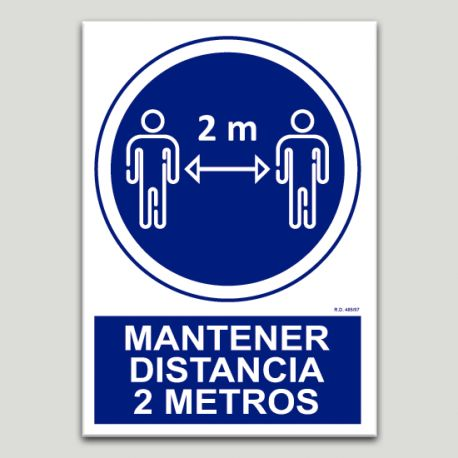 2 m
R.D. 485/97
MANTENER
DISTANCIA
2 METROS